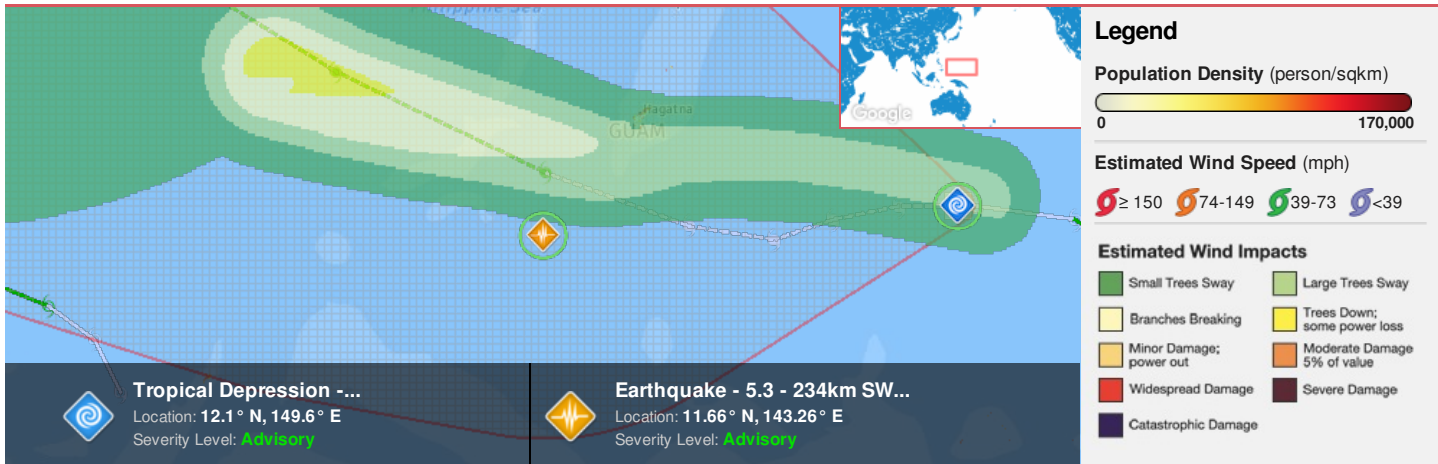 Hagatna
GUAM
Google
Tropical Depression -...
Location: 12.1° N, 149.6° E
Severity Level: Advisory
Earthquake - 5.3 - 234km SW...
Location: 11.66° N, 143.26° E
Severity Level: Advisory
Legend
Population Density (person/sqkm)
0 170,000
Estimated Wind Speed (mph)
≥ 150 74-149 39-73 <39
Estimated Wind Impacts
Small Trees Sway Large Trees Sway
Branches Breaking Trees Down;
some power loss
Minor Damage;
power out
Moderate Damage
5% of value
Widespread Damage Severe Damage
Catastrophic Damage